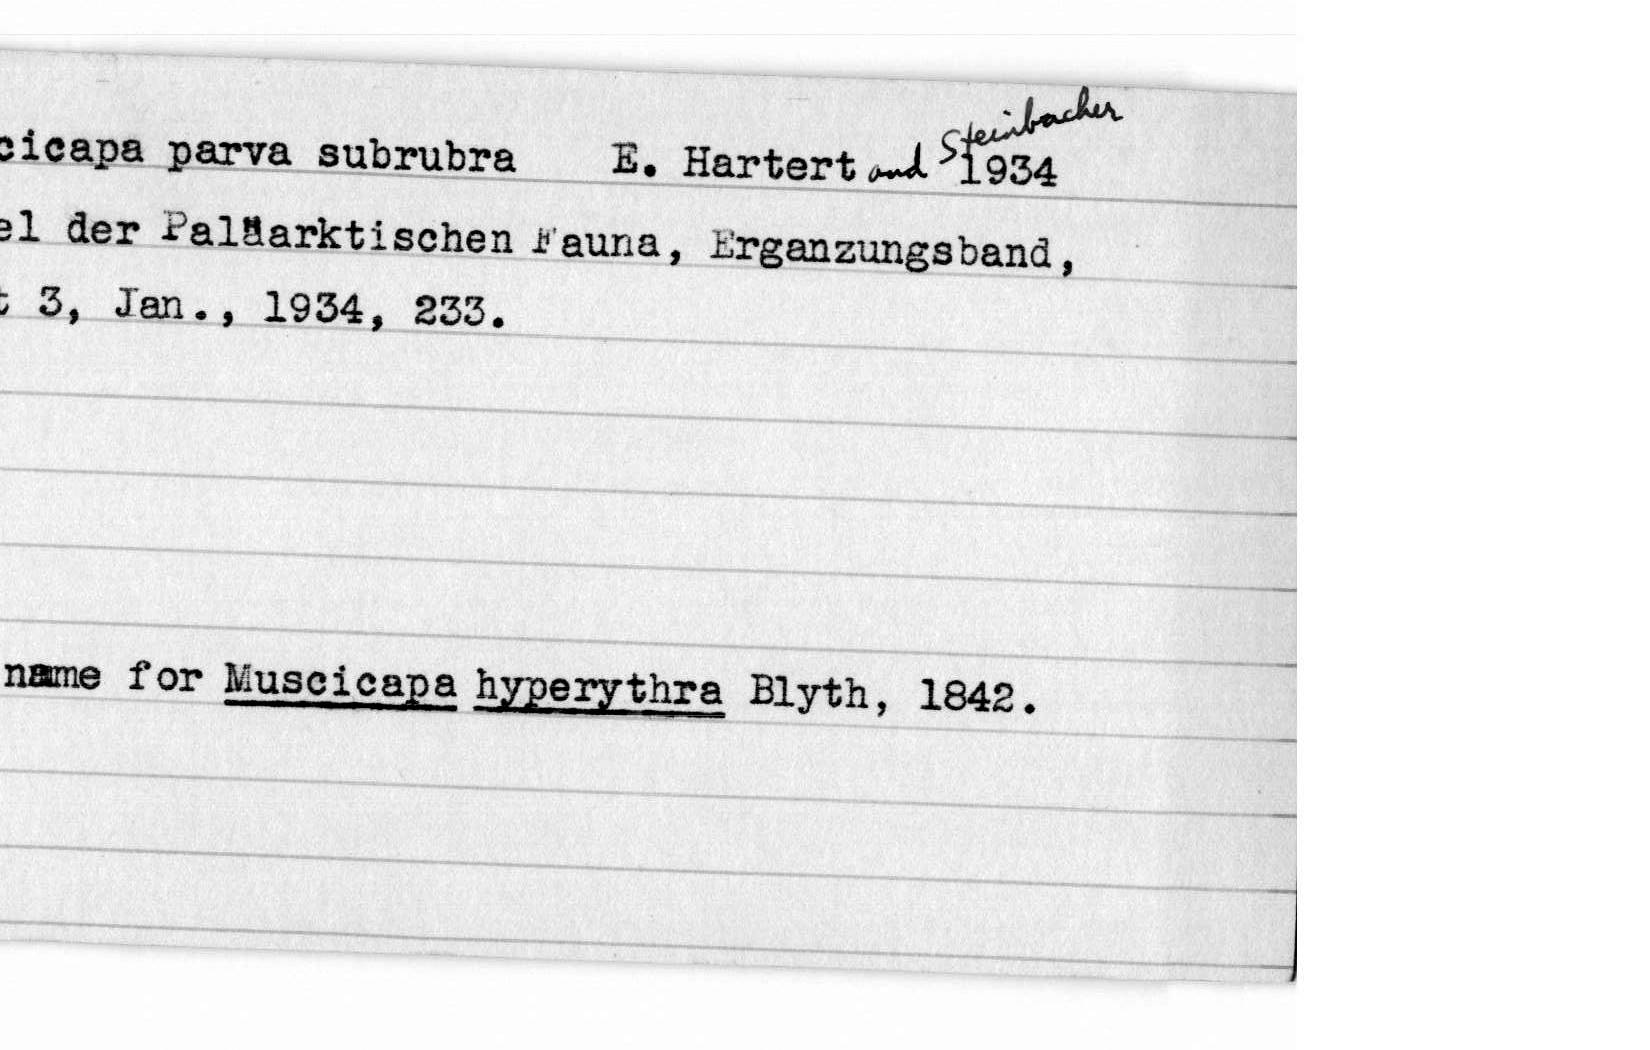 cicapa parva subrubra E. Hartert and Steinbacher 1934
el der Paläarktischen Fauna, Erganzungsband,
t 3, Jan., 1934, 233.
name for Muscicapa hyperythra Blyth, 1842.